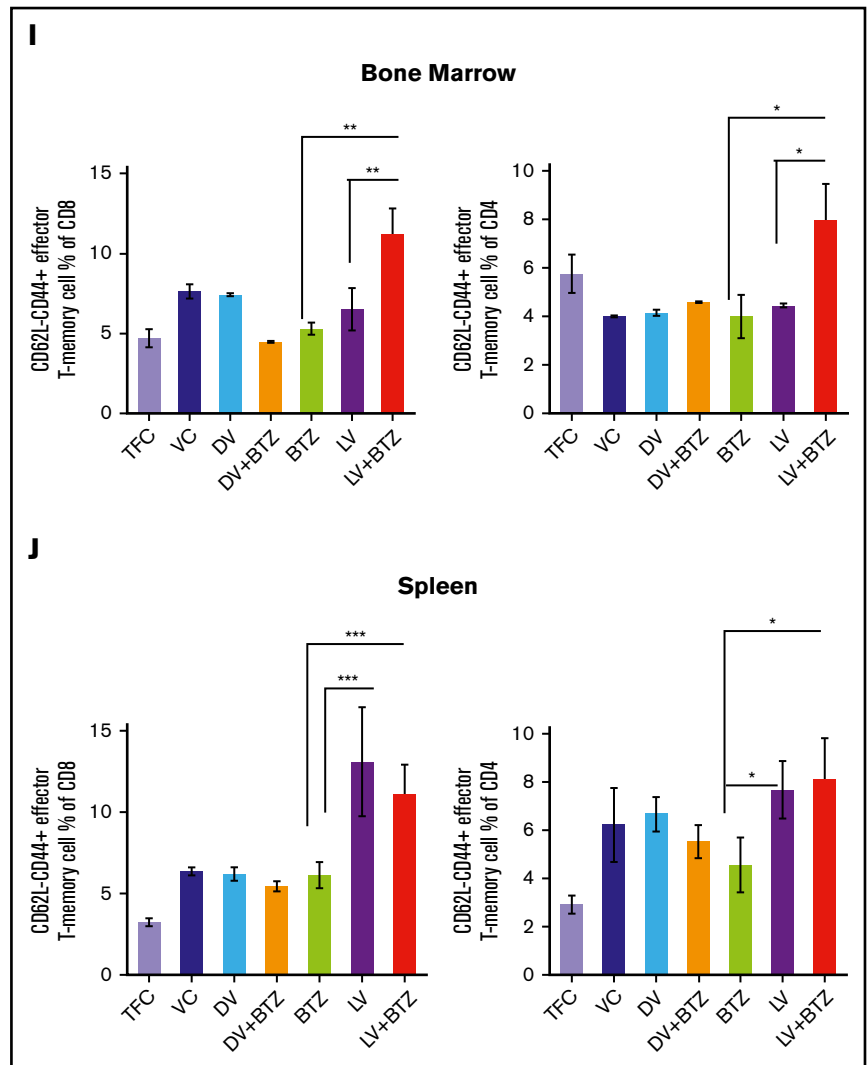 I
Bone Marrow
CD62L-CD44+ effector
T-memory cell % of CD8
15
10
5
0
**
**
TFC
VC
DV
DV+BTZ
BTZ
LV
LV+BTZ
CD62L-CD44+ effector
T-memory cell % of CD4
10
8
6
4
2
0
*
*
TFC
VC
DV
DV+BTZ
BTZ
LV
LV+BTZ
J
Spleen
CD62L-CD44+ effector
T-memory cell % of CD8
15
10
5
0
***
***
TFC
VC
DV
DV+BTZ
BTZ
LV
LV+BTZ
CD62L-CD44+ effector
T-memory cell % of CD4
10
8
6
4
2
0
*
*
TFC
VC
DV
DV+BTZ
BTZ
LV
LV+BTZ